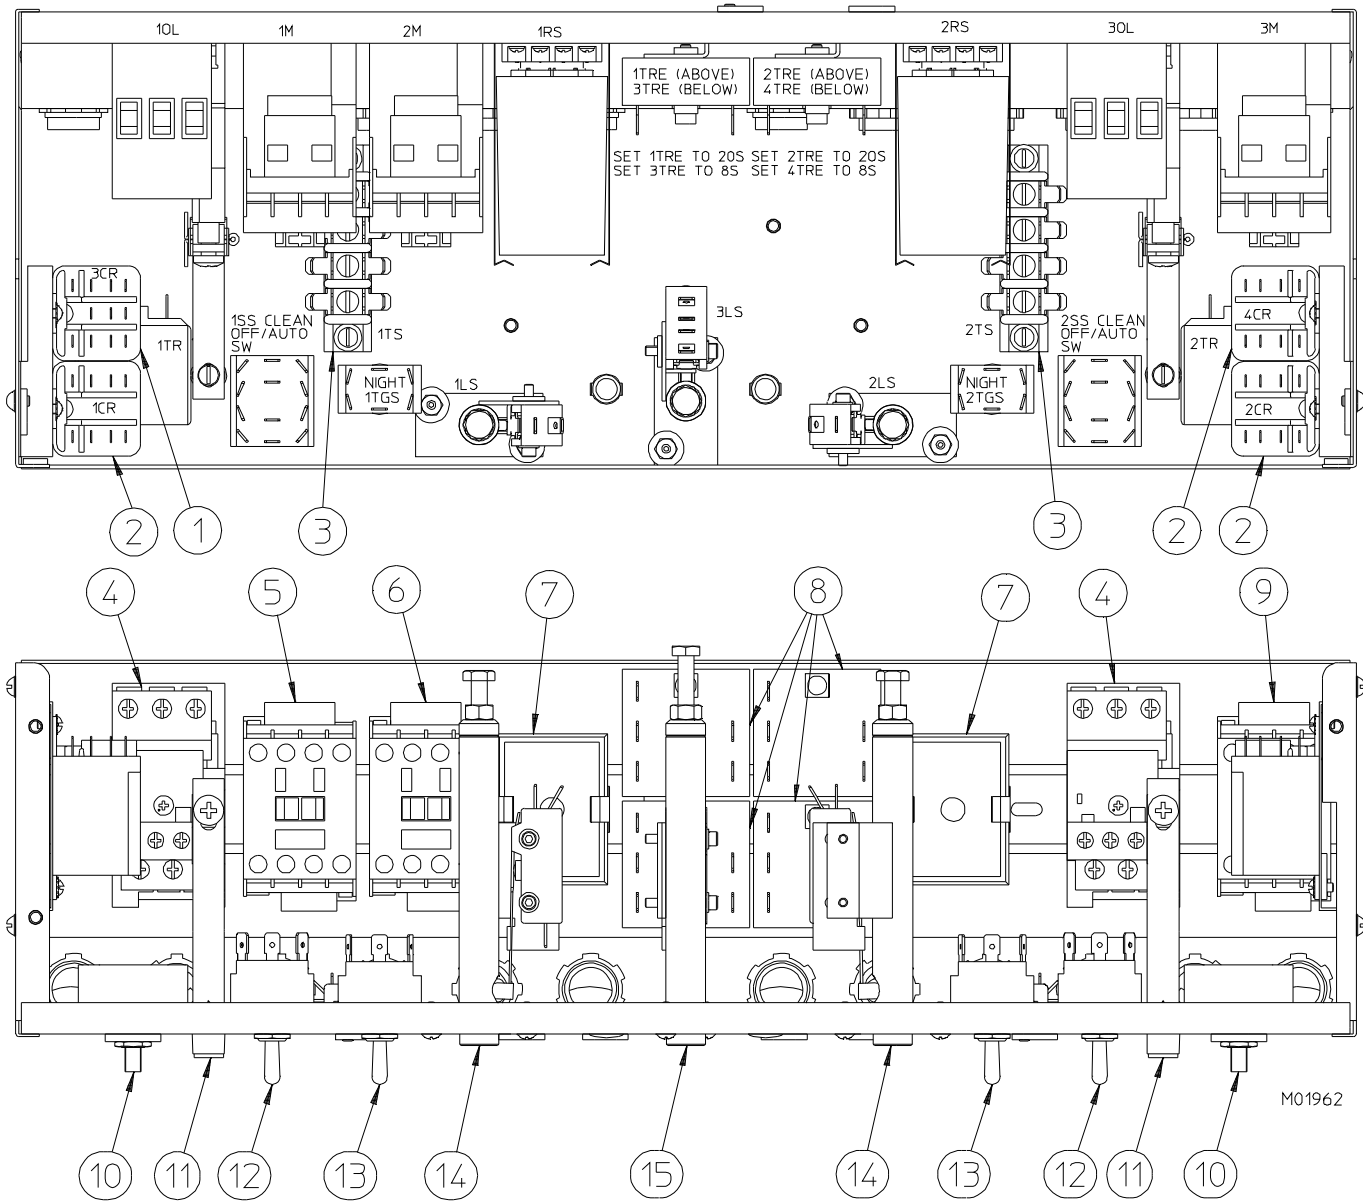 1OL 1M 2M 1RS 2RS 3OL 3M
1TRE (ABOVE)
3TRE (BELOW)
2TRE (ABOVE)
4TRE (BELOW)
SET 1TRE TO 20S
SET 3TRE TO 8S
SET 2TRE TO 20S
SET 4TRE TO 8S
3CR
1TR
1CR
1SS CLEAN
OFF/AUTO
SW
1TS
NIGHT
1TGS
1LS
3LS
2LS
NIGHT
2TGS
2TS
2SS CLEAN
OFF/AUTO
SW
2TR
4CR
2CR
2 1 3 3 2 2
4 5 6 7 8 7 4 9
M01962
10 11 12 13 14 15 14 13 12 11 10